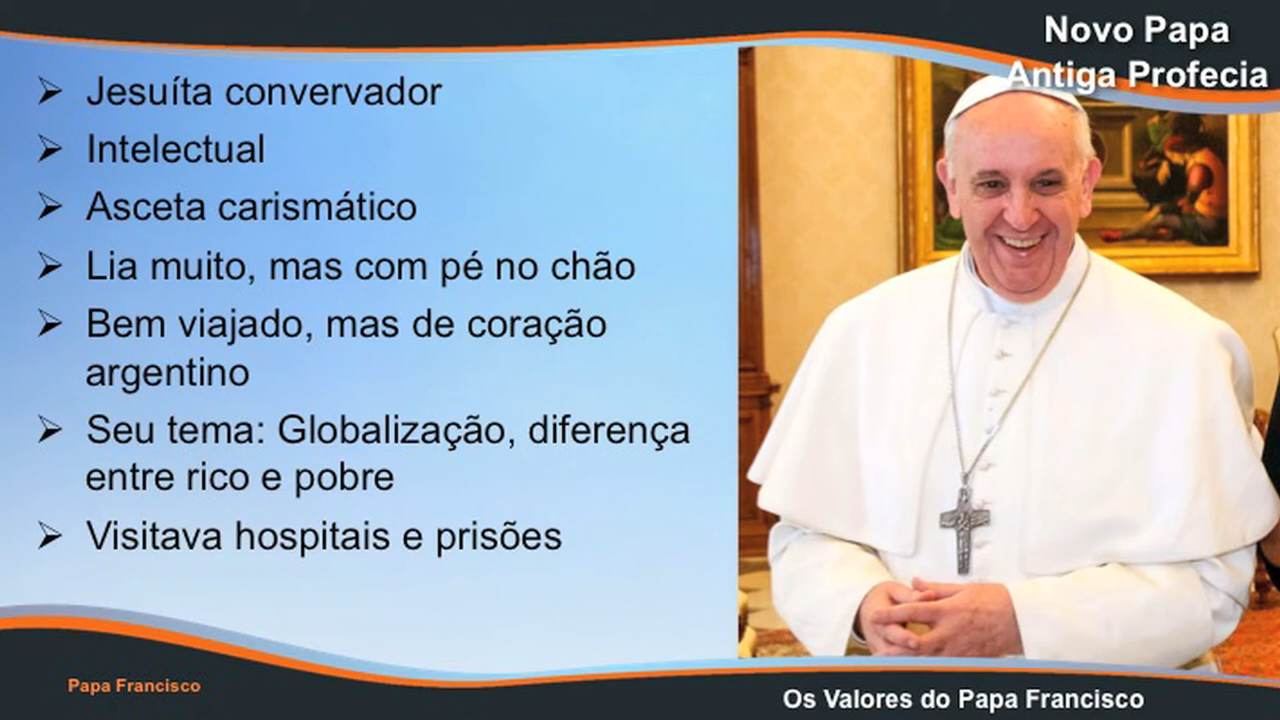 Novo Papa
Antiga Profecia
Jesuíta convervador
Intelectual
Asceta carismático
Lia muito, mas com pé no chão
Bem viajado, mas de coração
argentino
Seu tema: Globalização, diferença
entre rico e pobre
Visitava hospitais e prisões
Papa Francisco
Os Valores do Papa Francisco